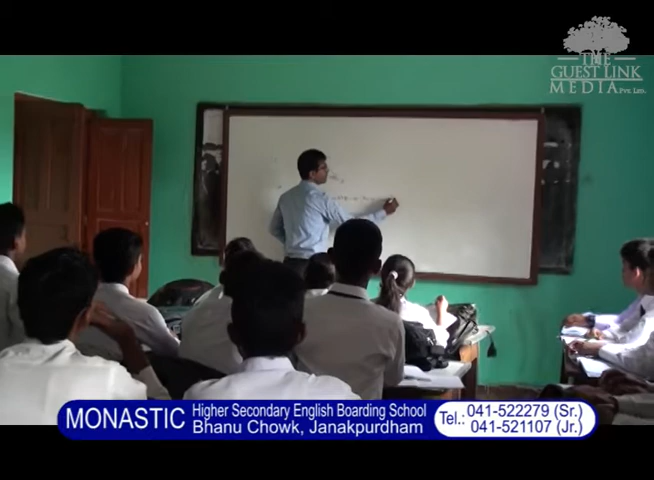 THE
GUEST LINK
MEDIA Pvt. Ltd.
MONASTIC
Higher Secondary English Boarding School
Bhanu Chowk, Janakpurdham
Tel.: 041-522279 (Sr.)
041-521107 (Jr.)